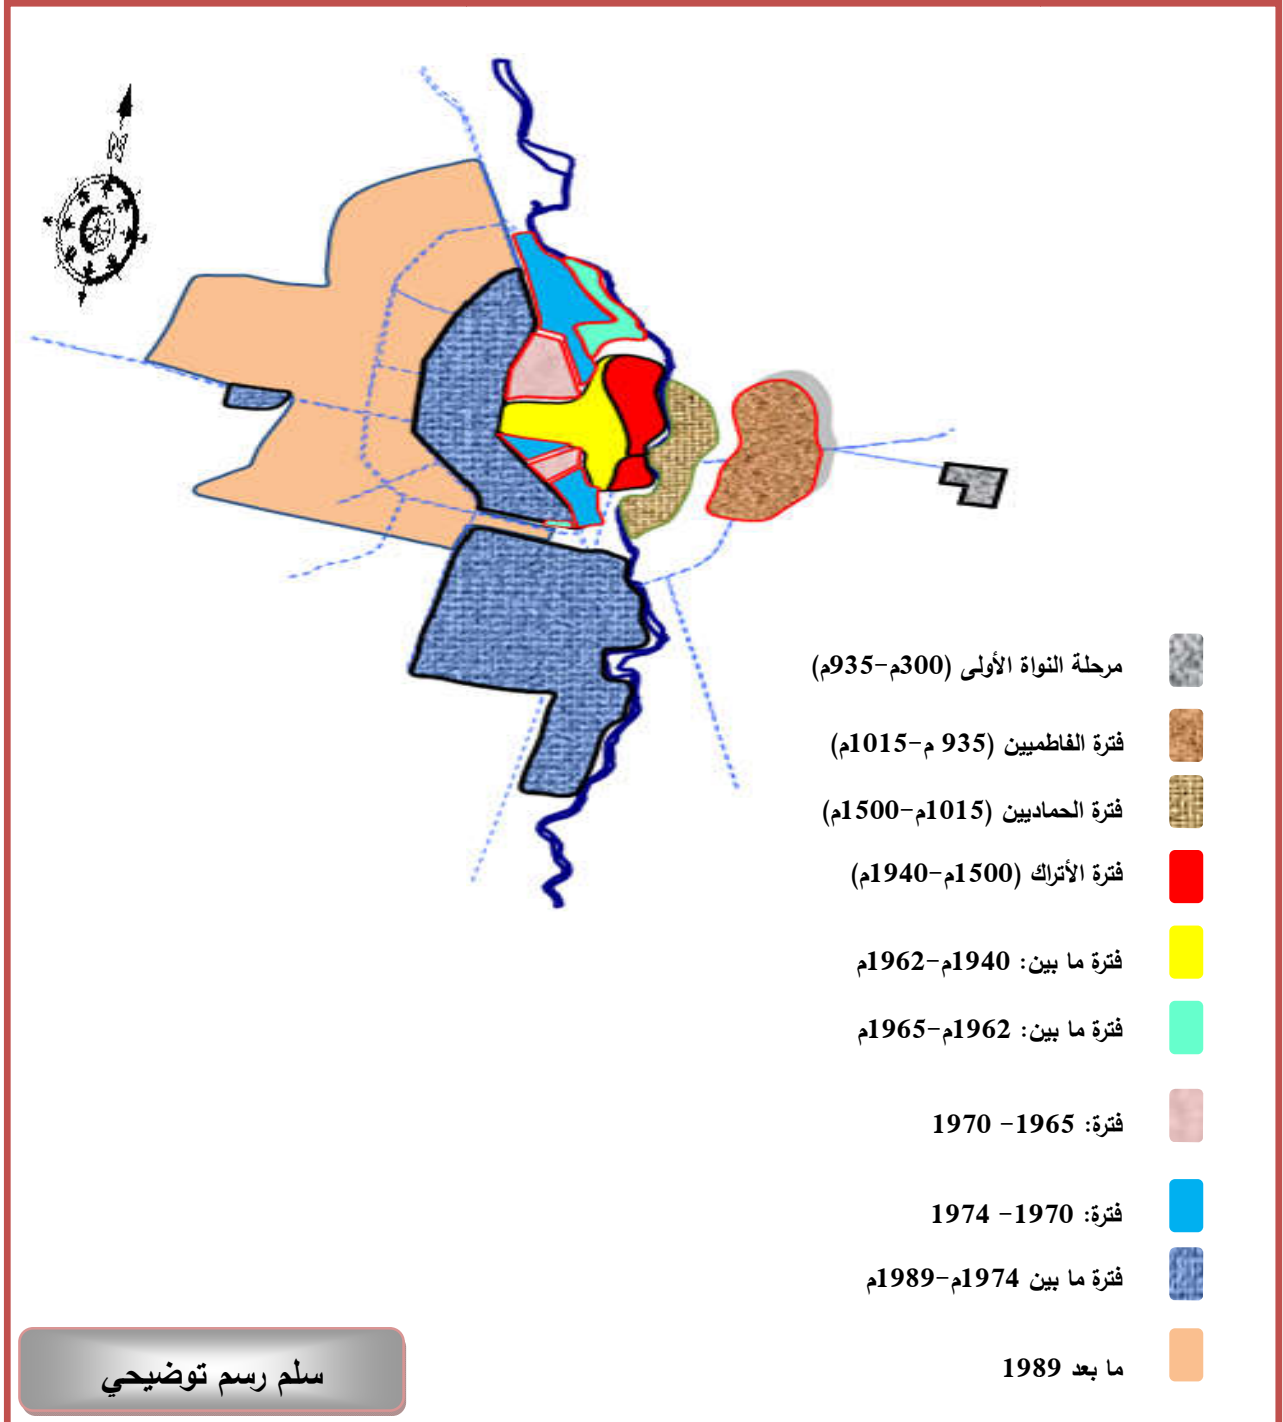 N
مرحلة النواة الأولى (300م-935م)
فترة الفاطميين (935 م-1015م)
فترة الحماديين (1015م-1500م)
فترة الأتراك (1500م-1940م)
فترة ما بين: 1940م-1962م
فترة ما بين: 1962م-1965م
فترة: 1965- 1970
فترة: 1970- 1974
فترة ما بين 1974م-1989م
ما بعد 1989
سلم رسم توضيحي